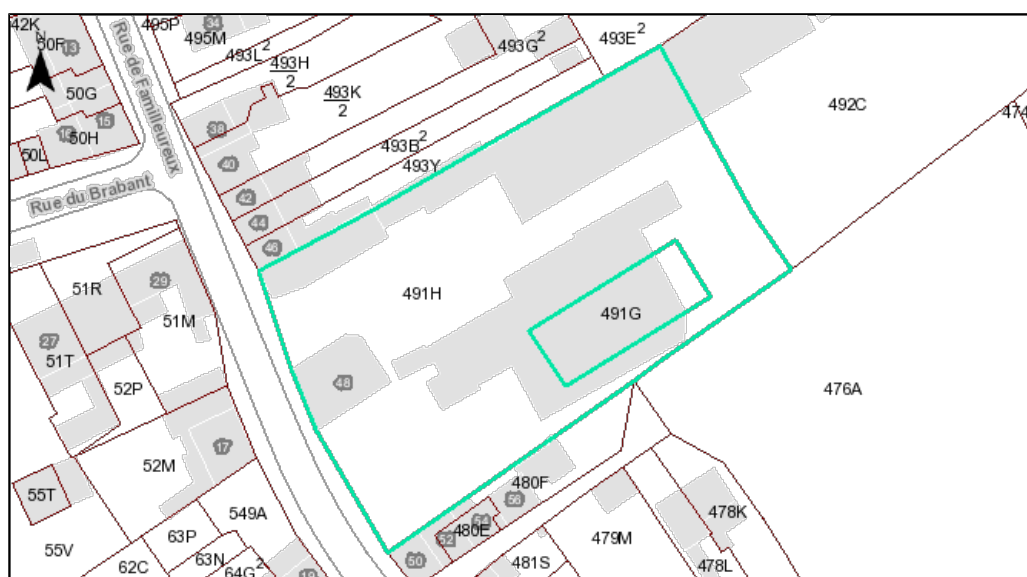 42K
50F
13
N
50G
15
16
50H
50L
Rue de Familleureux
Rue du Brabant
495P
34
495M
493L²
493H
2
493K
2
493G²
493E²
493B²
493Y
492C
474
38
40
42
44
46
491H
491G
48
476A
51R
29
51M
27
51T
52P
17
52M
55T
549A
63P
55V
62C
63N
64G²
19
480F
56
54
480E
52
50
481S
479M
478K
478L